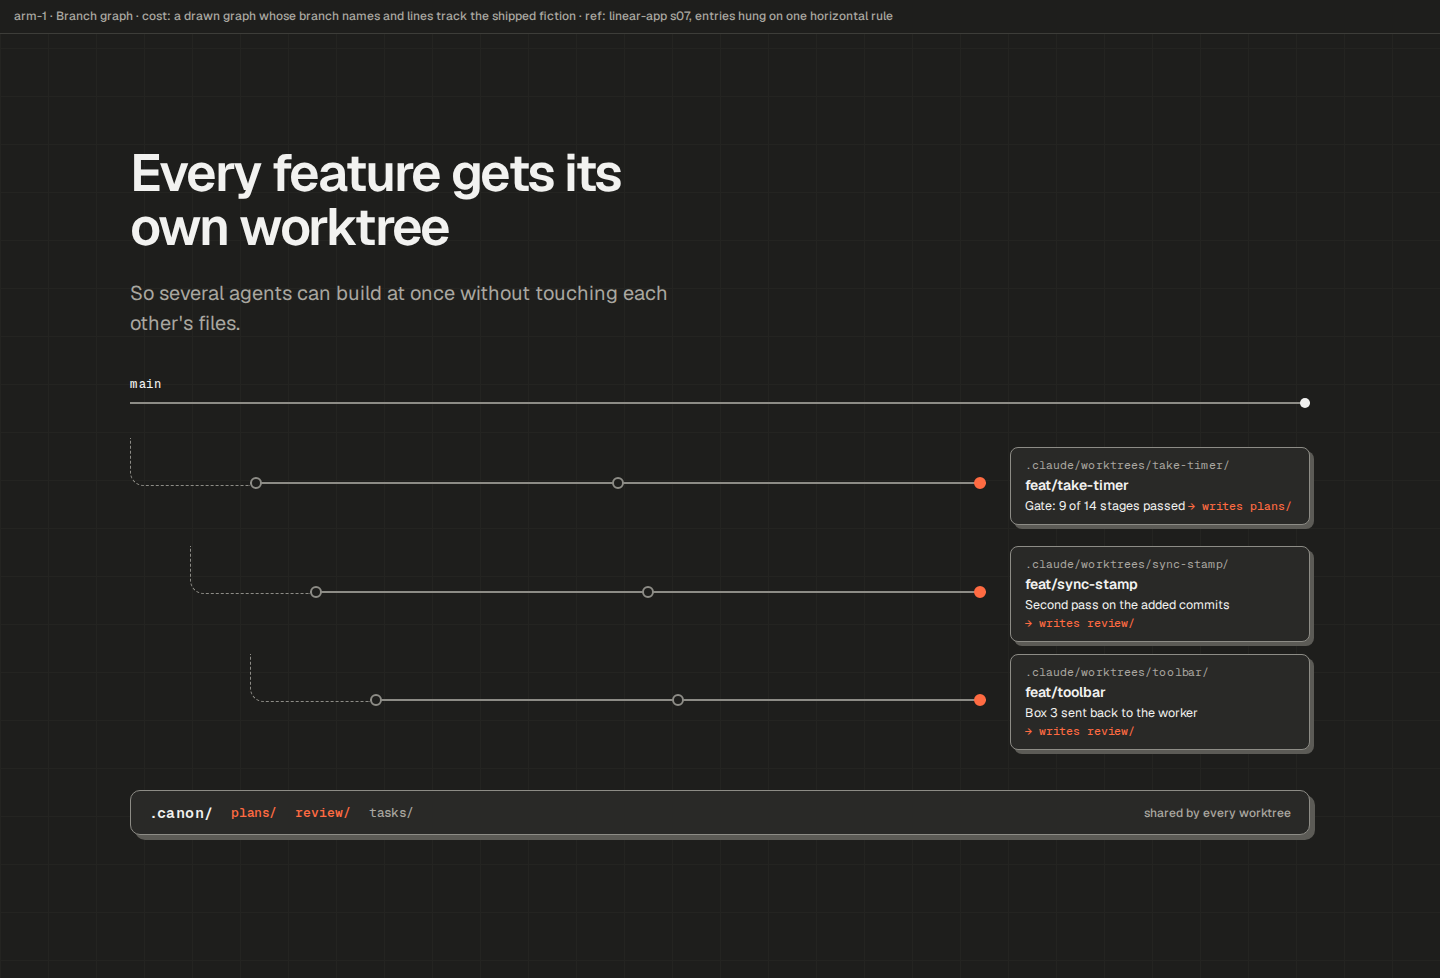 arm-1 · Branch graph · cost: a drawn graph whose branch names and lines track the shipped fiction · ref: linear-app s07, entries hung on one horizontal rule
Every feature gets its
own worktree
So several agents can build at once without touching each
other's files.
main
.claude/worktrees/take-timer/
feat/take-timer
Gate: 9 of 14 stages passed → writes plans/
.claude/worktrees/sync-stamp/
feat/sync-stamp
Second pass on the added commits
→ writes review/
.claude/worktrees/toolbar/
feat/toolbar
Box 3 sent back to the worker
→ writes review/
.canon/ plans/ review/ tasks/ shared by every worktree